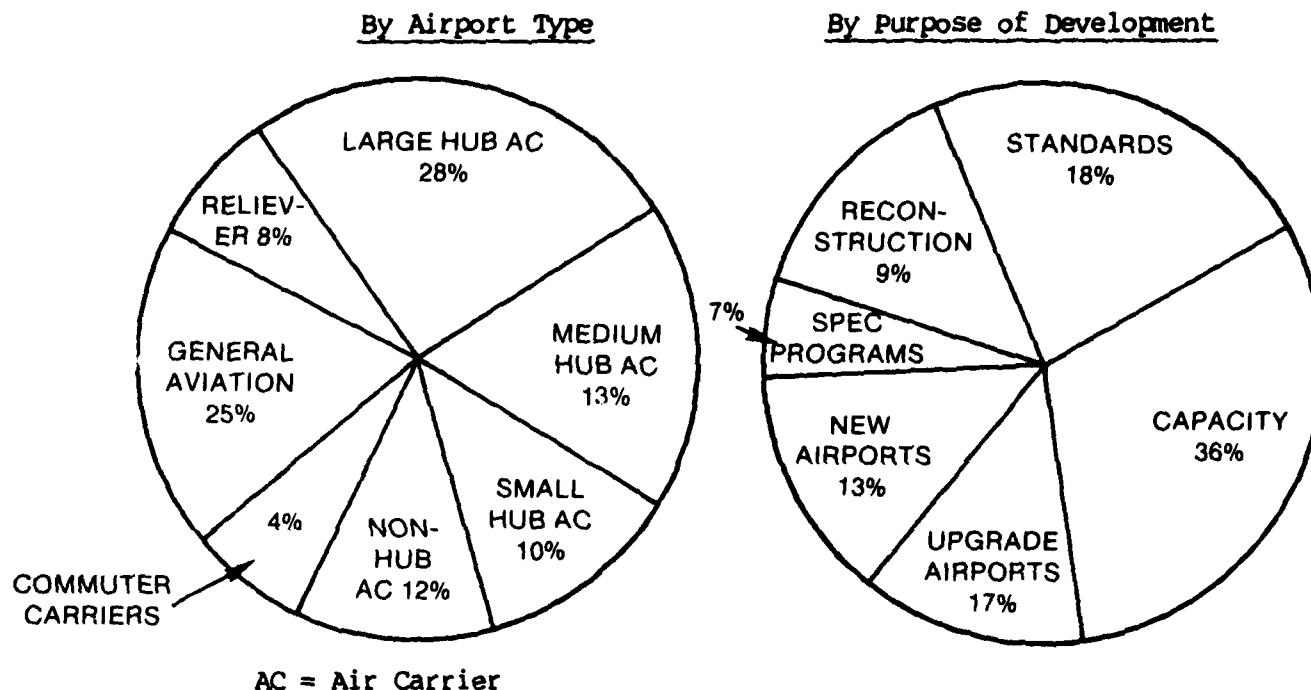 By Airport Type
LARGE HUB AC
28%
RELIEV-
ER 8%
MEDIUM
HUB AC
13%
GENERAL
AVIATION
25%
SMALL
HUB AC
10%
4%
NON-
HUB
AC 12%
COMMUTER
CARRIERS
AC = Air Carrier
By Purpose of Development
STANDARDS
18%
RECON-
STRUCTION
9%
7%
SPEC
PROGRAMS
CAPACITY
36%
NEW
AIRPORTS
13%
UPGRADE
AIRPORTS
17%